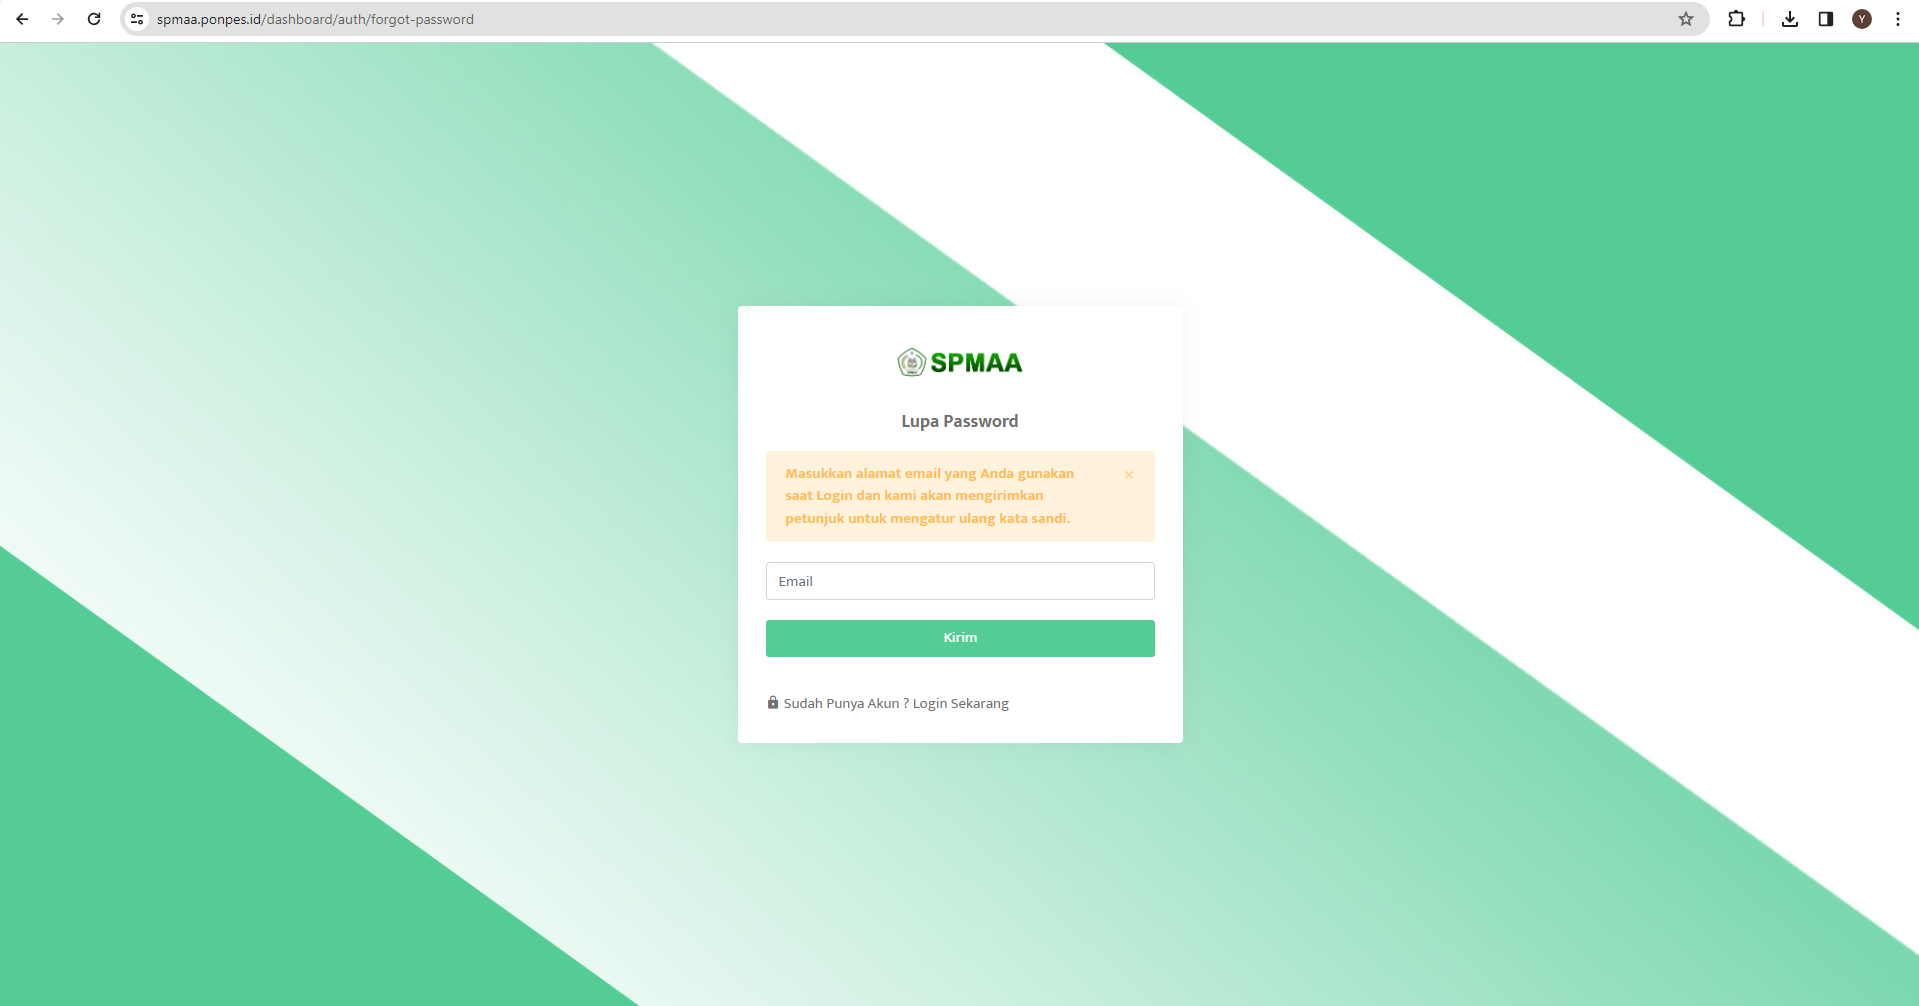 spmaa.ponpes.id/dashboard/auth/forgot-password
Y
SPMAA
Lupa Password
Masukkan alamat email yang Anda gunakan
saat Login dan kami akan mengirimkan
petunjuk untuk mengatur ulang kata sandi.
×
Email
Kirim
Sudah Punya Akun ? Login Sekarang